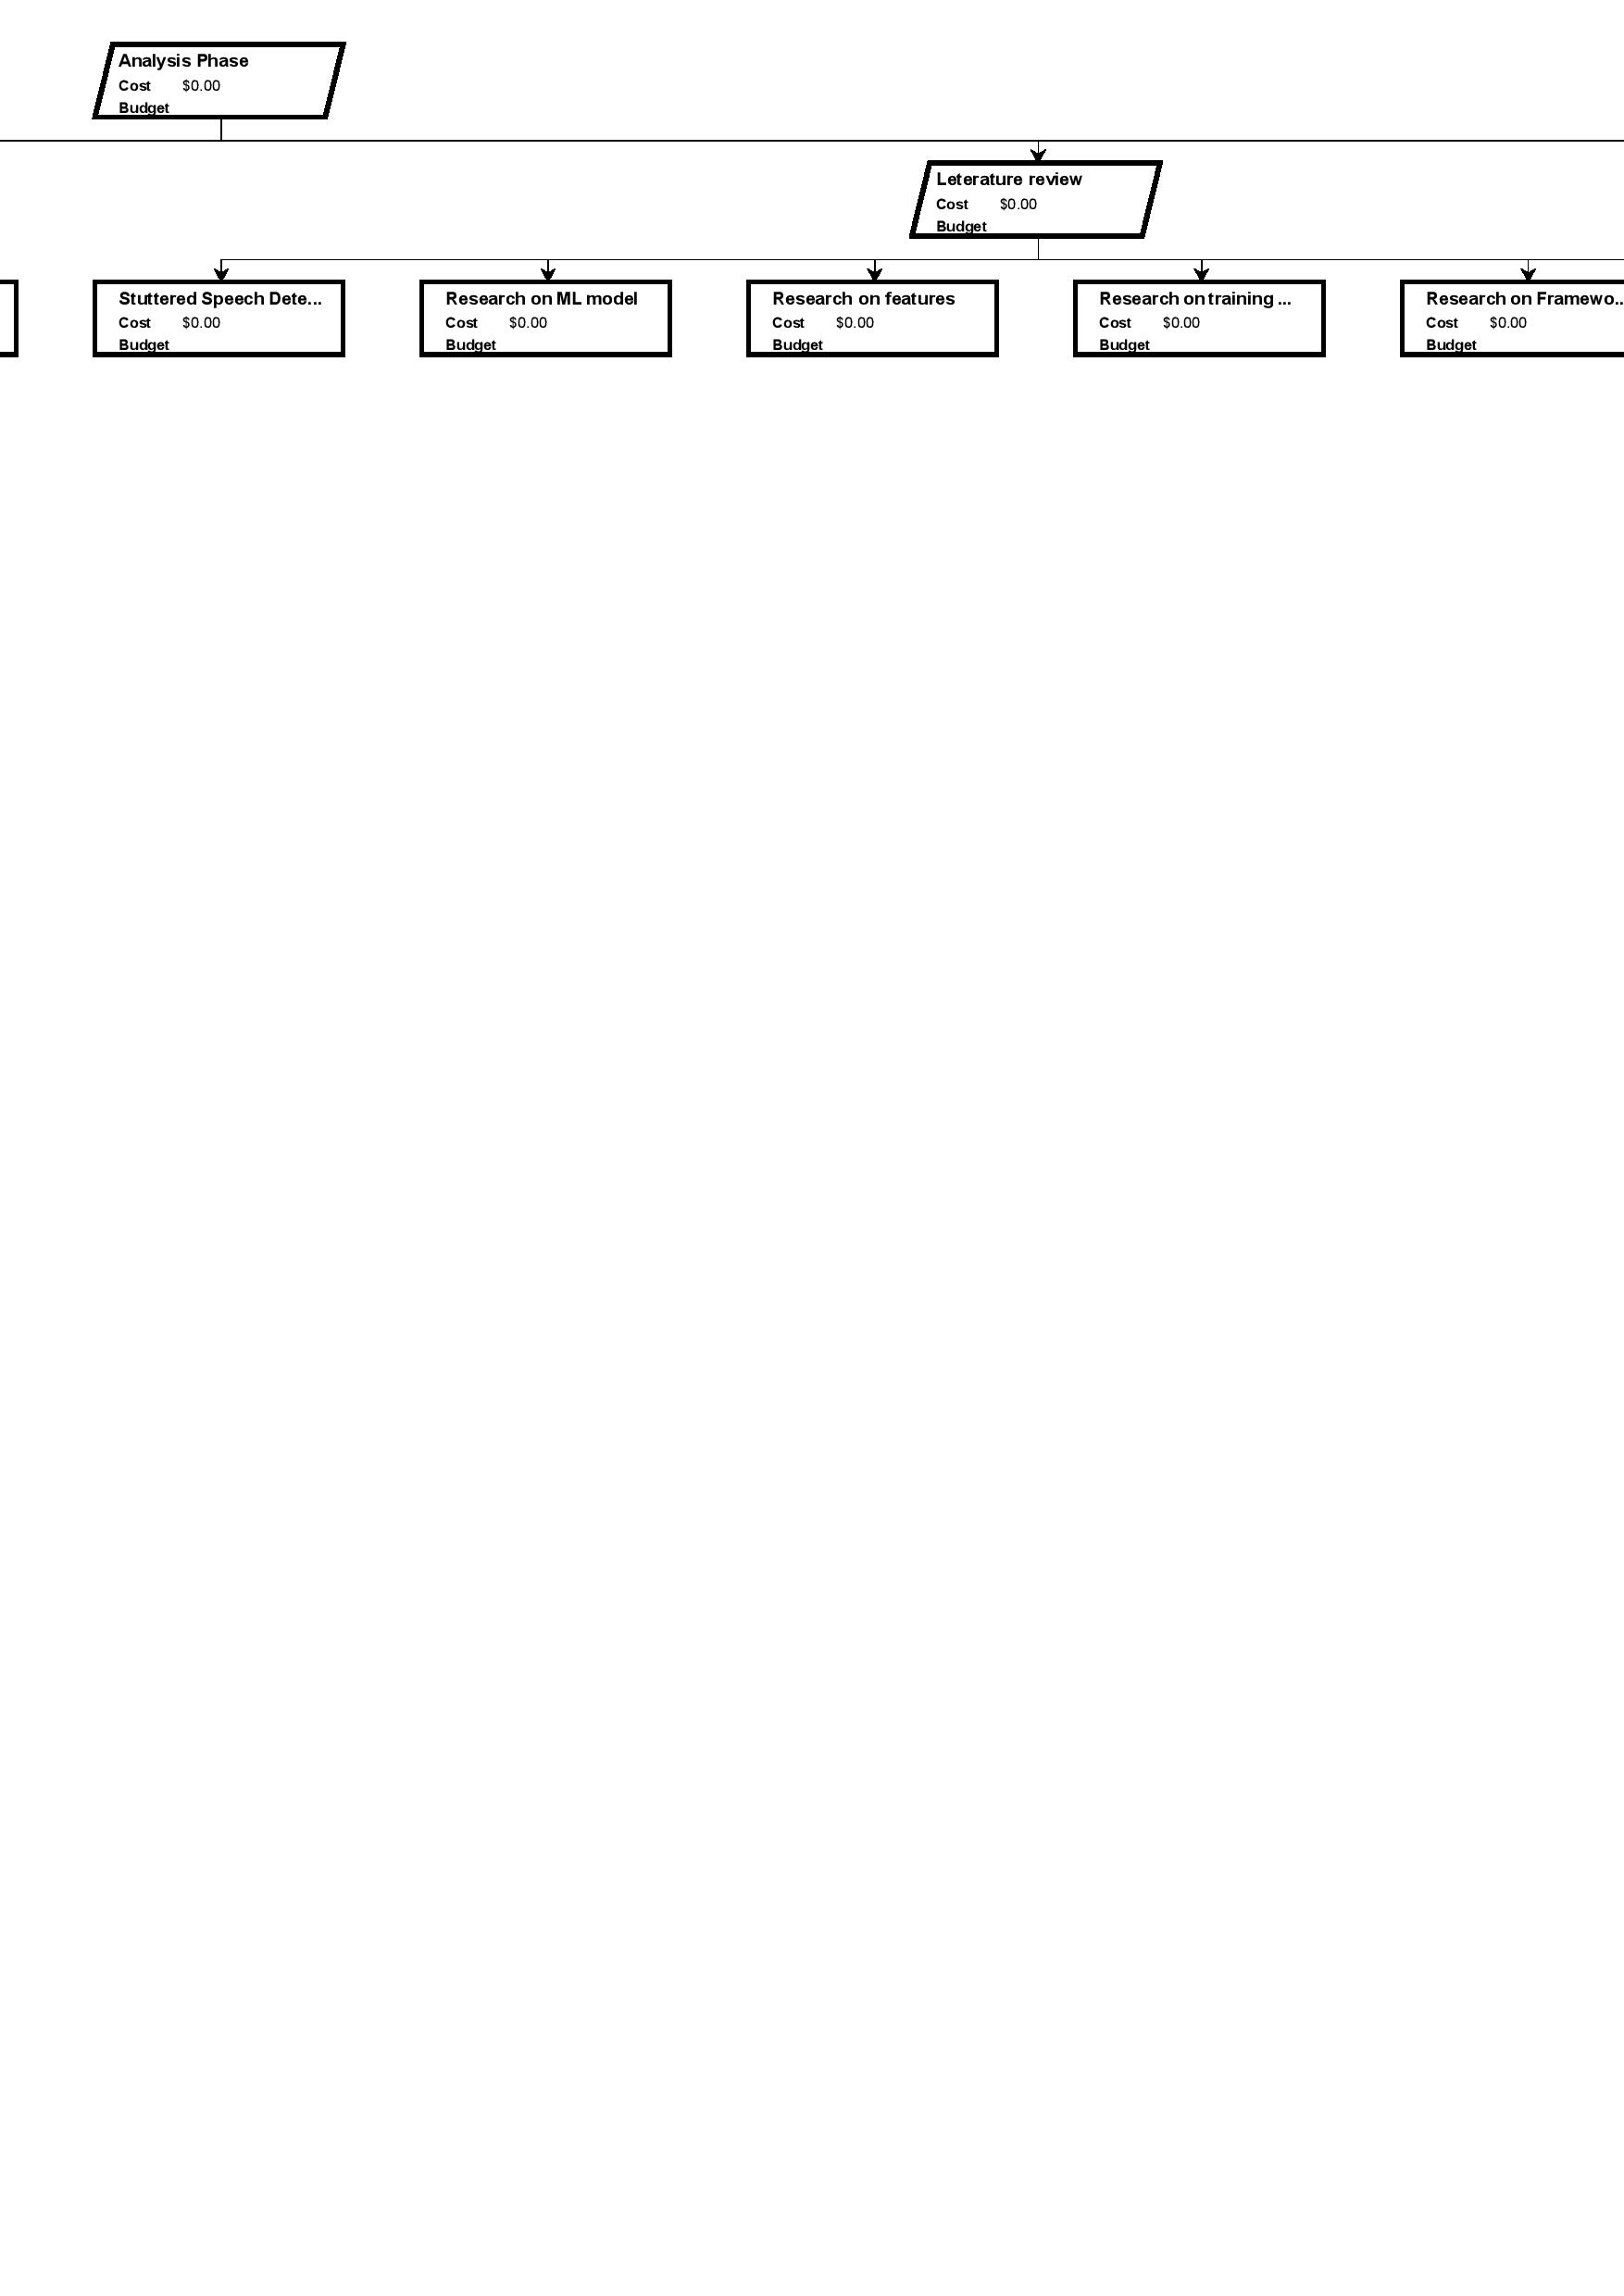 Analysis Phase
Cost $0.00
Budget
Leterature review
Cost $0.00
Budget
Stuttered Speech Dete...
Cost $0.00
Budget
Research on ML model
Cost $0.00
Budget
Research on features
Cost $0.00
Budget
Research on training ...
Cost $0.00
Budget
Research on Framewo..
Cost $0.00
Budget